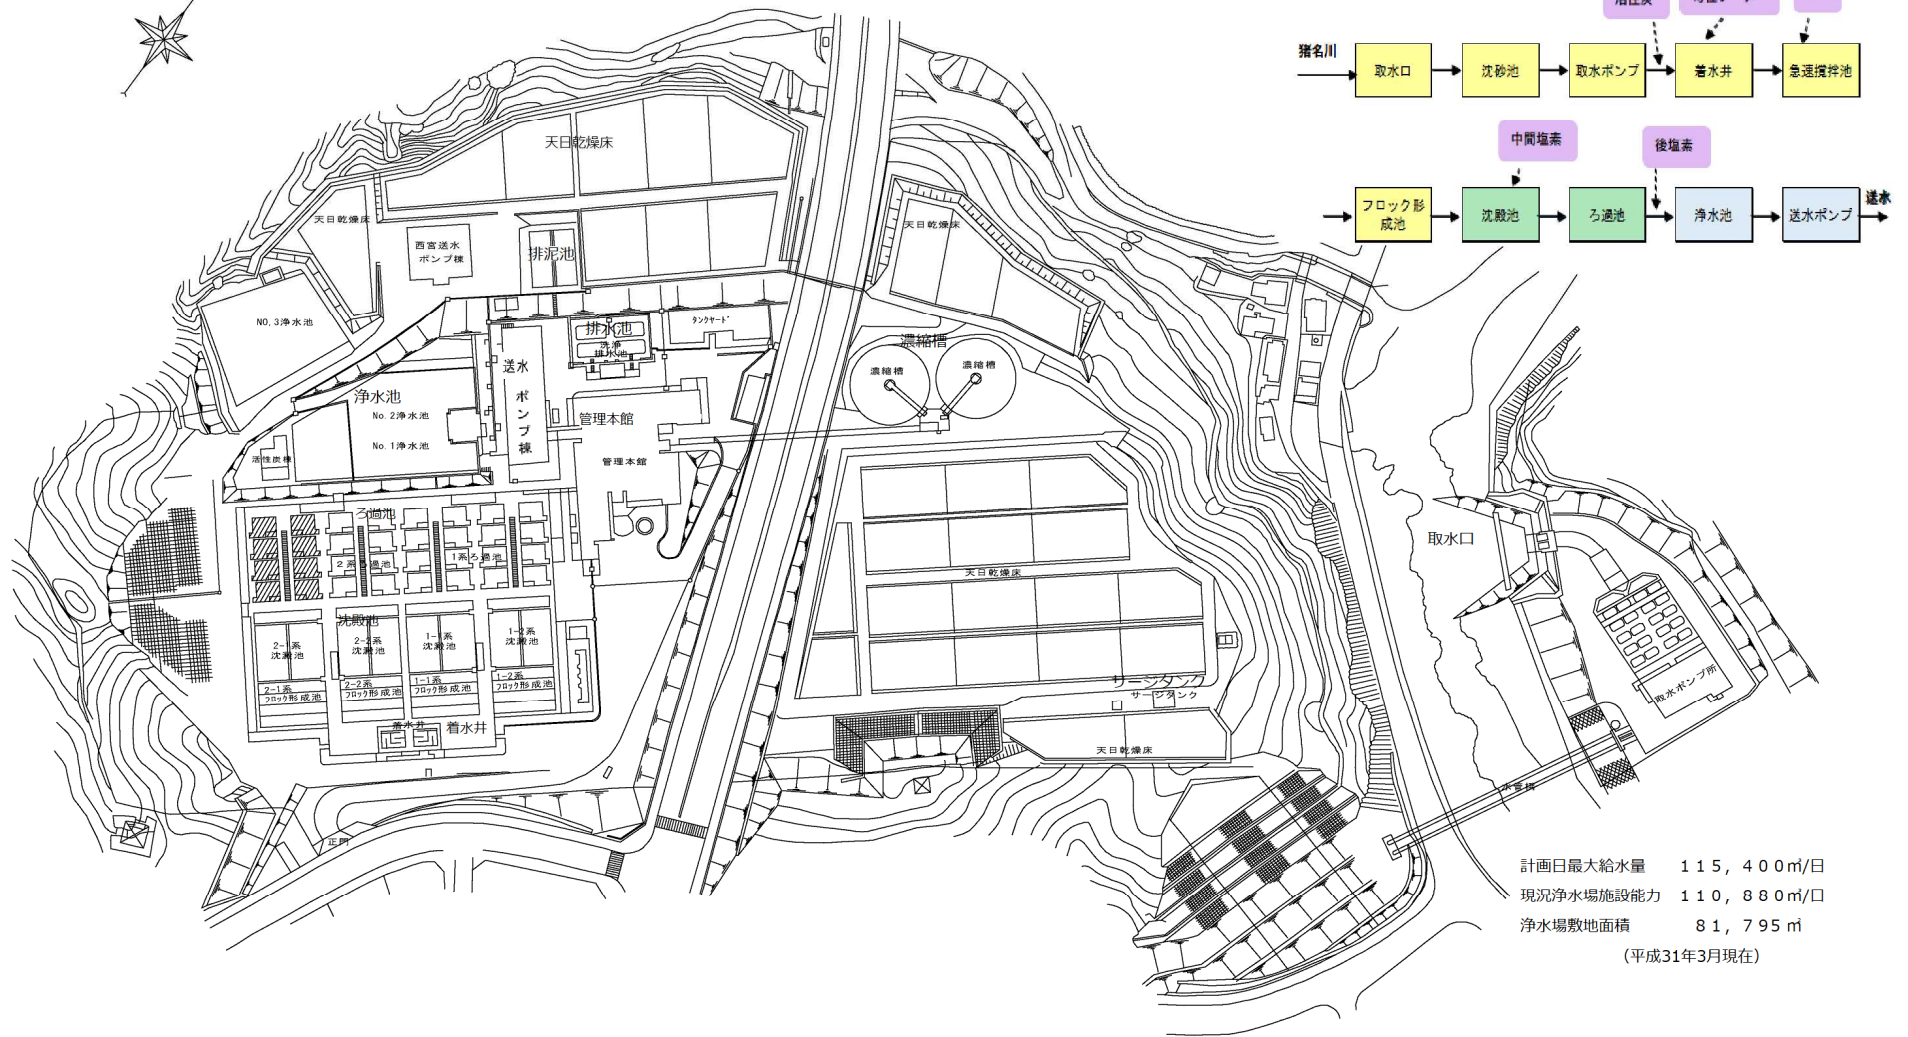 猪名川
取水口
沈砂池
取水ポンプ
着水井
急速撹拌池
中間塩素
後塩素
フロック形
成池
沈殿池
ろ過池
浄水池
送水ポンプ
送水
天日乾燥床
天日乾燥床
西宮送水
ポンプ棟
排泥池
天日乾燥床
NO,3浄水池
排水池
洗浄
排水池
タンクヤード
濃縮槽
濃縮槽
濃縮槽
送水
ポンプ棟
浄水池
No.2浄水池
No.1浄水池
活性炭棟
管理本館
管理本館
ろ過池
1系ろ過池
2系ろ過池
天日乾燥床
取水口
沈殿池
2-1系
沈澱池
2-2系
沈澱池
1-1系
沈澱池
1-2系
沈澱池
2-1系
フロック形成池
2-2系
フロック形成池
1-1系
フロック形成池
1-2系
フロック形成池
サージタンク
サージタンク
取水ポンプ所
着水井
着水井
天日乾燥床
水管橋
正門
計画日最大給水量 115,400㎥/日
現況浄水場施設能力 110,880㎥/日
浄水場敷地面積 81,795㎡
（平成31年3月現在）